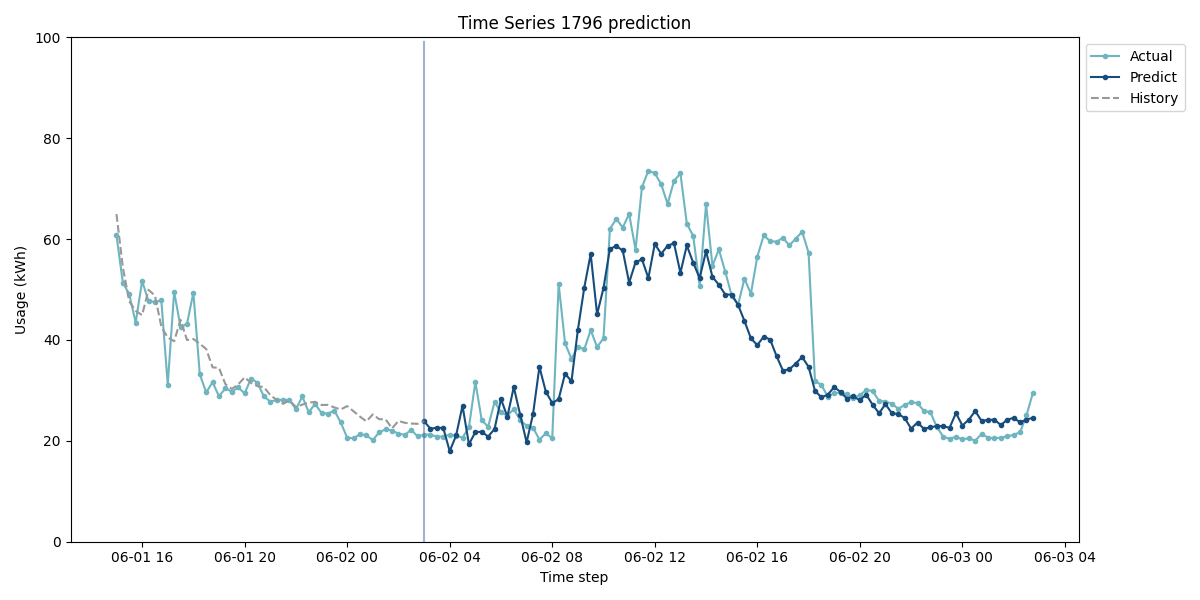 Time Series 1796 prediction
100
80
60
40
20
0
Usage (kWh)
06-01 16
06-01 20
06-02 00
06-02 04
06-02 08
06-02 12
06-02 16
06-02 20
06-03 00
06-03 04
Time step
Actual
Predict
History